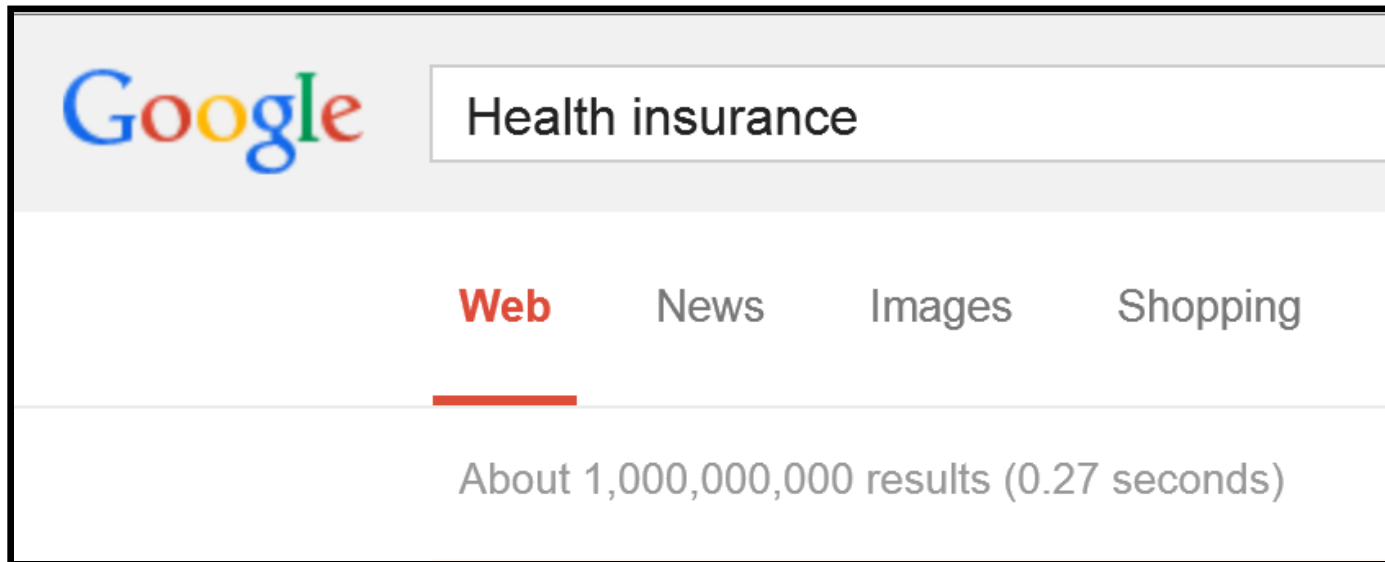 Google Health insurance
Web News Images Shopping
About 1,000,000,000 results (0.27 seconds)